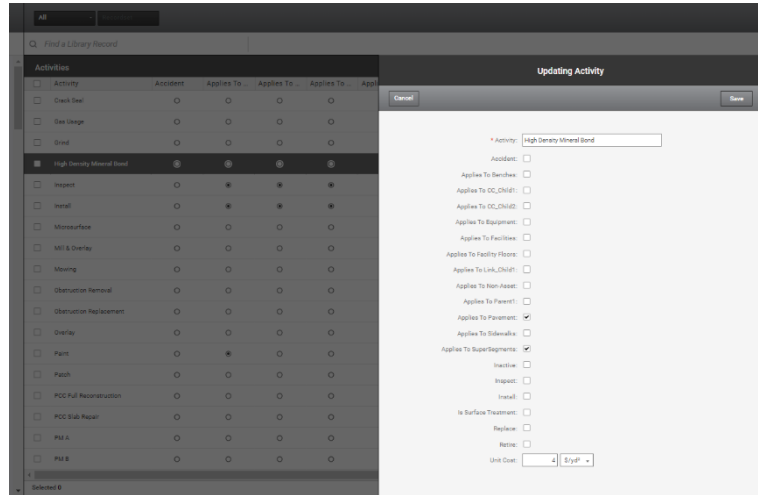 All
Find a Library Record
Activities
Activity Accident Applies To ... Applies To ... Applies To ... Appli
Crack Seal
Gas Usage
Grind
High Density Mineral Bond
Inspect
Install
Microsurface
Mill & Overlay
Mowing
Obstruction Removal
Obstruction Replacement
Overlay
Paint
Patch
PCC Full Reconstruction
PCC Slab Repair
PM A
PM B
Selected 0
Updating Activity
Cancel Save
* Activity: High Density Mineral Bond
Accident:
Applies To Benches:
Applies To CC_Child1:
Applies To CC_Child2:
Applies To Equipment:
Applies To Facilities:
Applies To Facility Floors:
Applies To Link_Child1:
Applies To Non-Asset:
Applies To Parent1:
Applies To Pavement:
Applies To Sidewalks:
Applies To SuperSegments:
Inactive:
Inspect:
Install:
Is Surface Treatment:
Replace:
Retire:
Unit Cost: 4 $/yd²